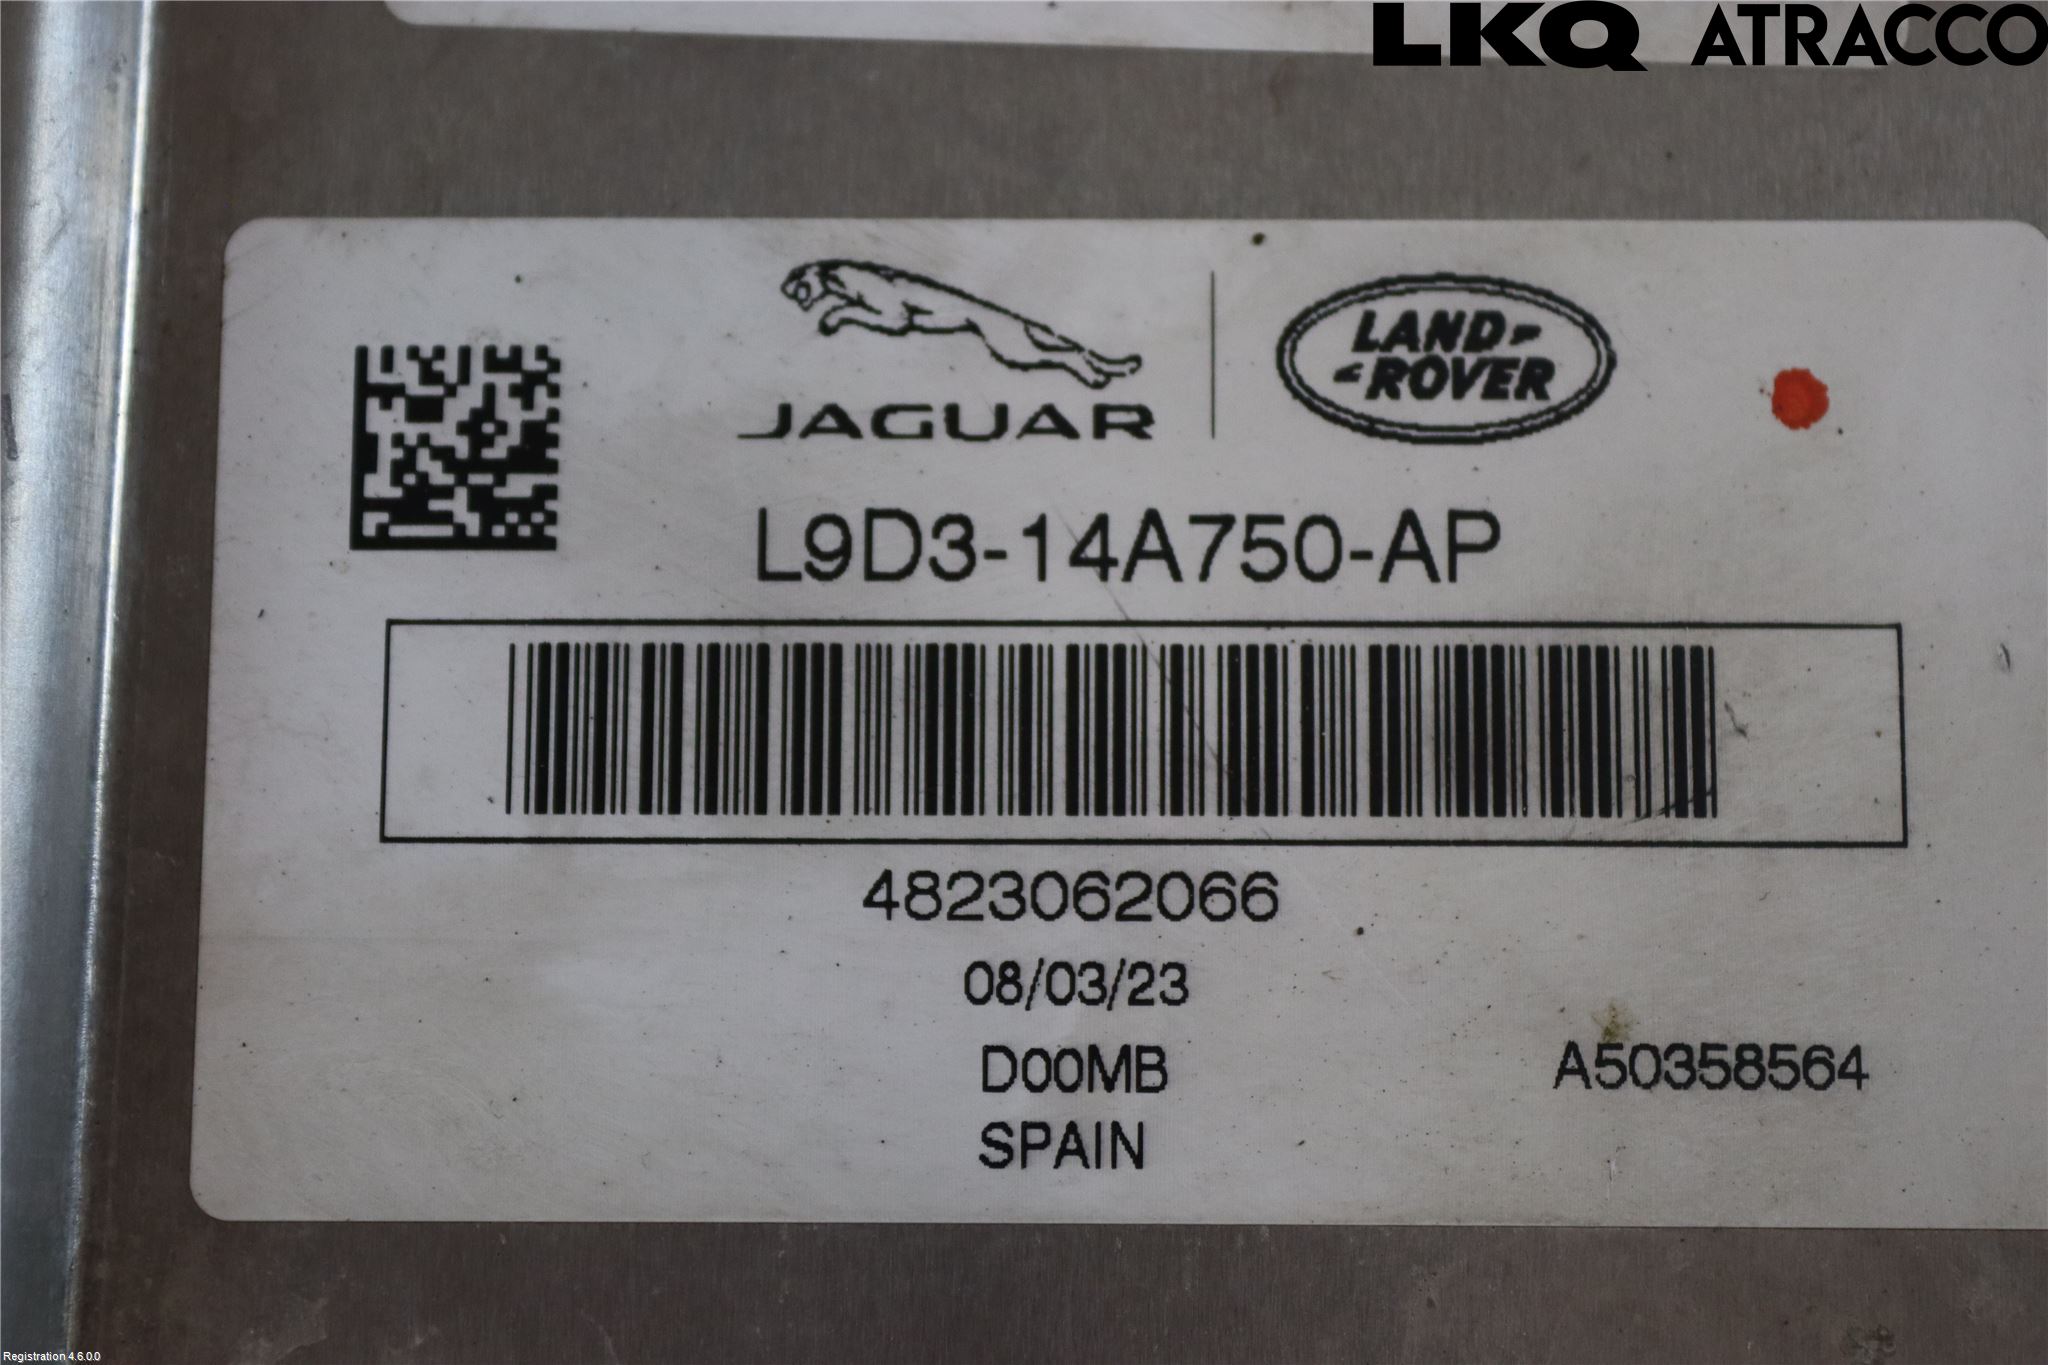 LKQ ATRACCO
JAGUAR
LAND-
-ROVER
L9D3-14A750-AP
4823062066
08/03/23
D00MB
A50358564
SPAIN
Registration 4.6.0.0